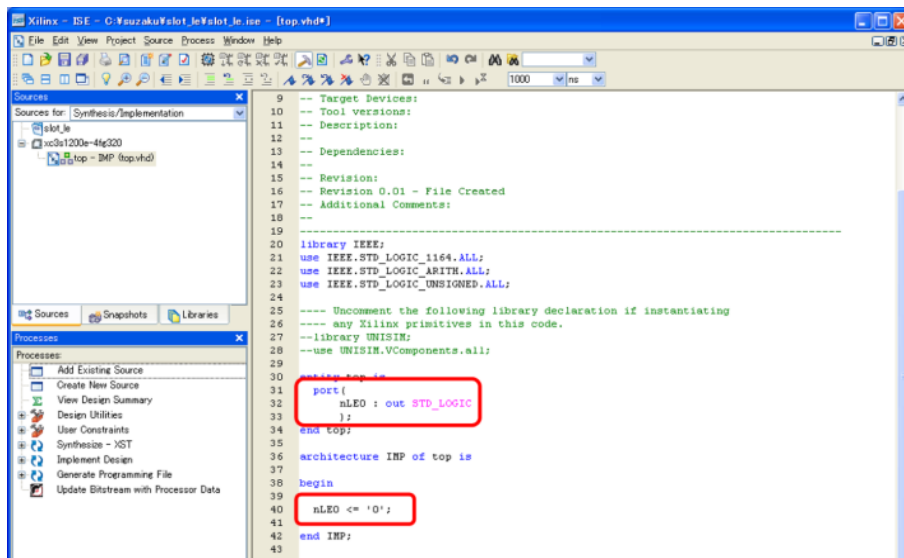 Xilinx - ISE - C:¥suzaku¥slot_le¥slot_le.ise - [top.vhd*]
File Edit View Project Source Process Window Help
1000 ns
Sources
Sources for: Synthesis/Implementation
slot_le
xc3s1200e-4fg320
top - IMP (top.vhd)
Sources Snapshots Libraries
Processes
Processes:
Add Existing Source
Create New Source
View Design Summary
Design Utilities
User Constraints
Synthesize - XST
Implement Design
Generate Programming File
Update Bitstream with Processor Data
9 -- Target Devices:
10 -- Tool versions:
11 -- Description:
12 --
13 -- Dependencies:
14 --
15 -- Revision:
16 -- Revision 0.01 - File Created
17 -- Additional Comments:
18 --
19 ----------------------------------------------------------------------------------
20 library IEEE;
21 use IEEE.STD_LOGIC_1164.ALL;
22 use IEEE.STD_LOGIC_ARITH.ALL;
23 use IEEE.STD_LOGIC_UNSIGNED.ALL;
24
25 ---- Uncomment the following library declaration if instantiating
26 ---- any Xilinx primitives in this code.
27 --library UNISIM;
28 --use UNISIM.VComponents.all;
29
30 entity top is
31 port(
32 nLE0 : out STD_LOGIC
33 );
34 end top;
35
36 architecture IMP of top is
37
38 begin
39
40 nLE0 <= '0';
41
42 end IMP;
43